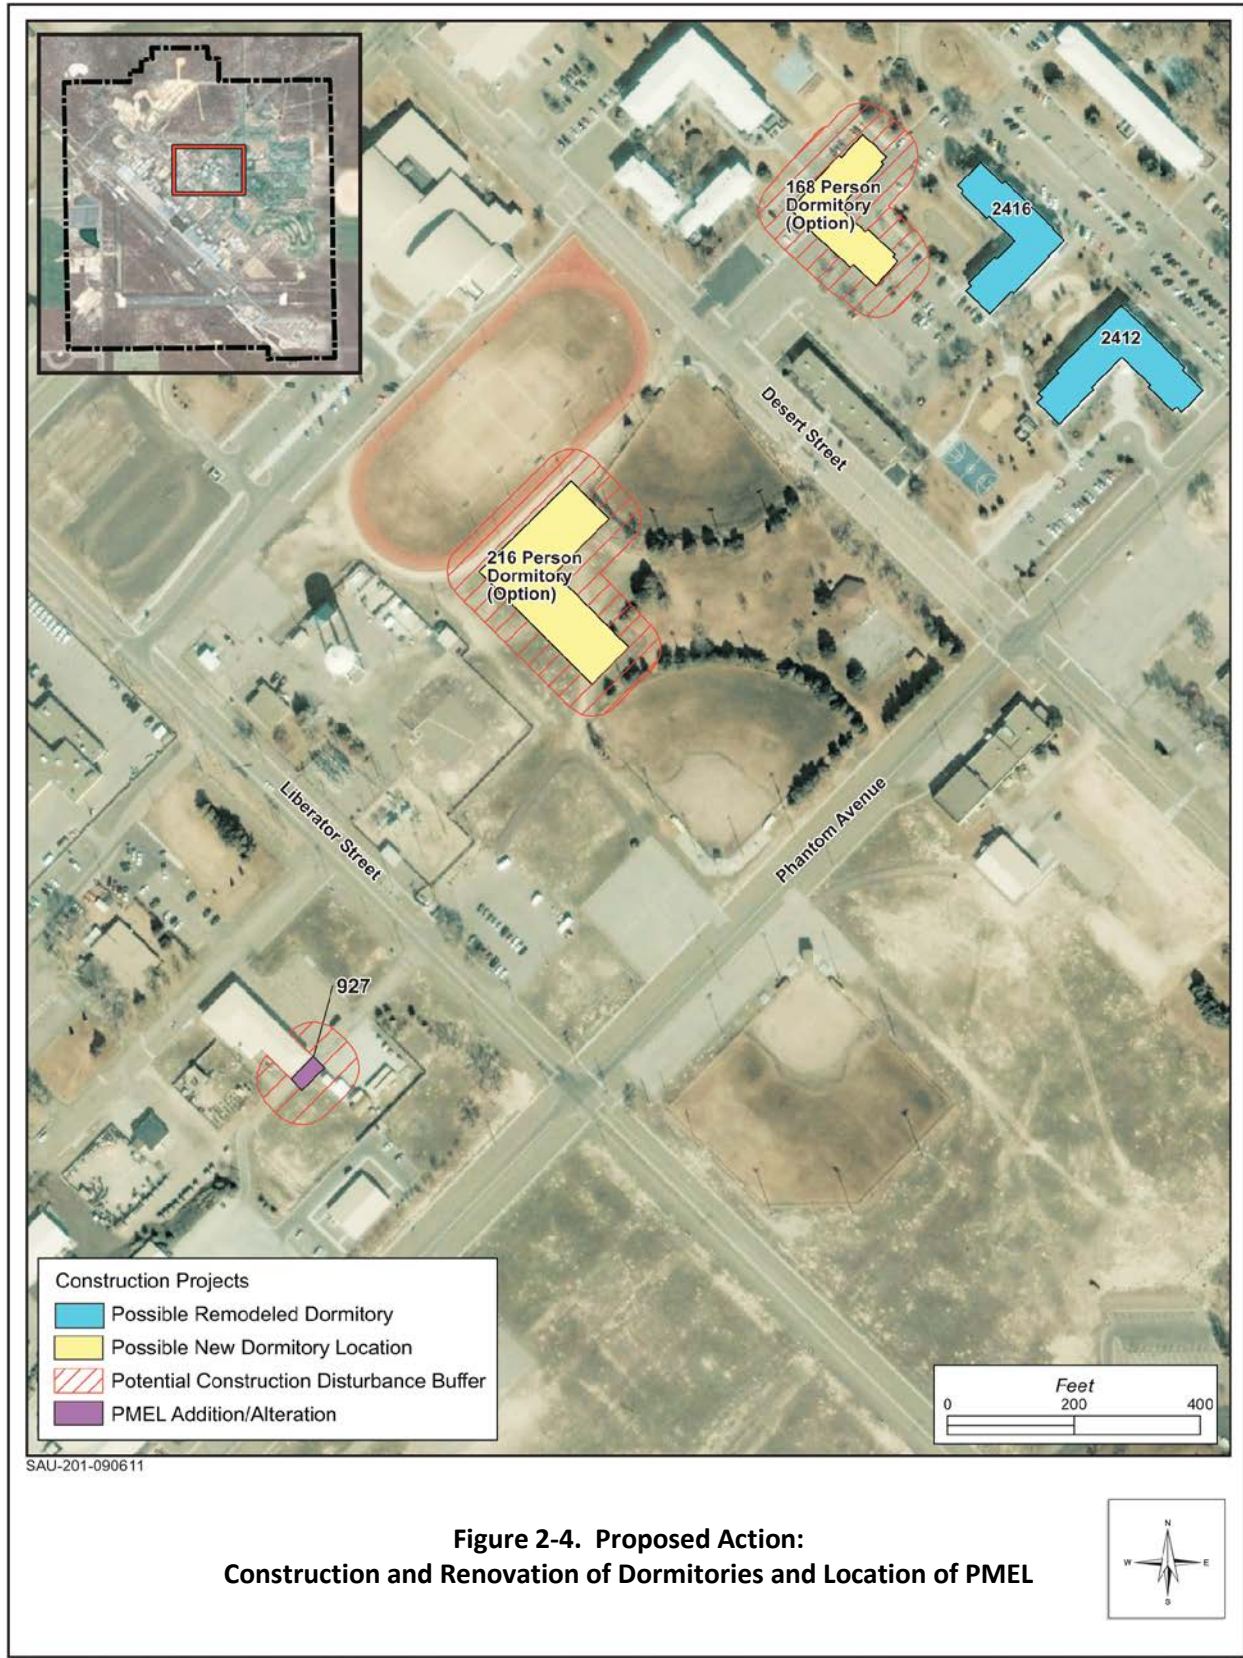 168 Person
Dormitory
(Option)
2416
2412
Desert Street
216 Person
Dormitory
(Option)
Liberator Street
Phantom Avenue
927
Construction Projects
Possible Remodeled Dormitory
Possible New Dormitory Location
Potential Construction Disturbance Buffer
PMEL Addition/Alteration
Feet
0 200 400
SAU-201-090611
Figure 2-4. Proposed Action:
Construction and Renovation of Dormitories and Location of PMEL
N
W E
S